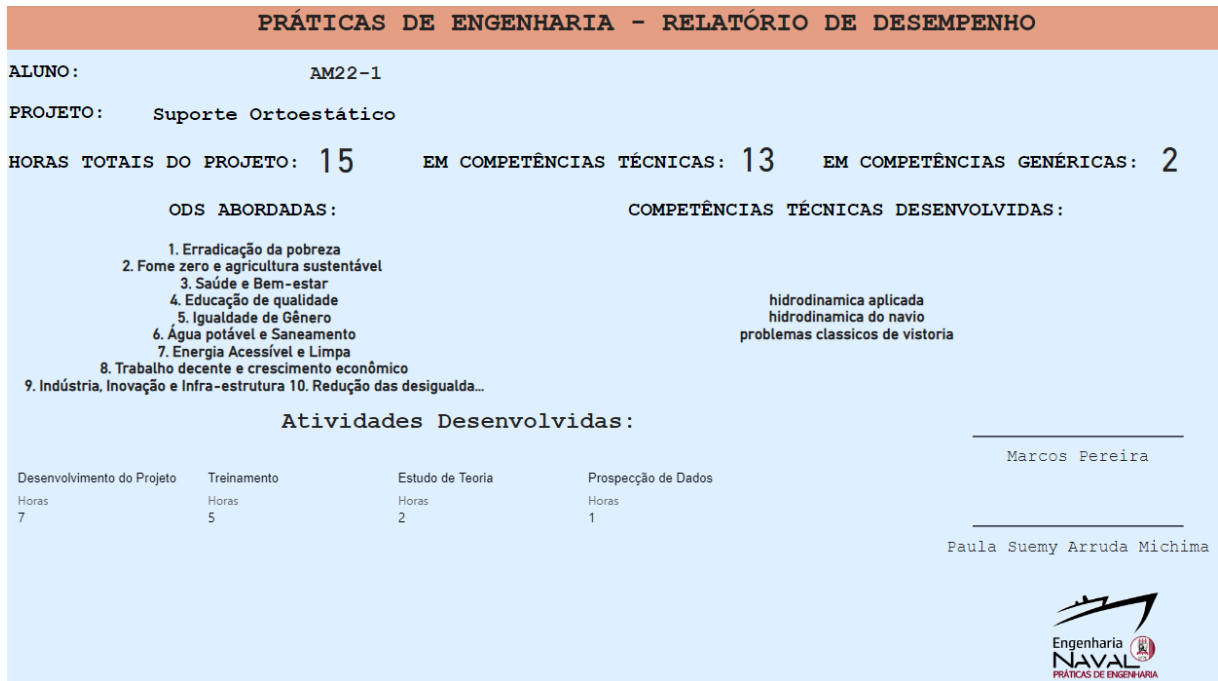 PRÁTICAS DE ENGENHARIA - RELATÓRIO DE DESEMPENHO
ALUNO: AM22-1
PROJETO: Suporte Ortoestático
HORAS TOTAIS DO PROJETO: 15 EM COMPETÊNCIAS TÉCNICAS: 13 EM COMPETÊNCIAS GENÉRICAS: 2
ODS ABORDADAS:
1. Erradicação da pobreza
2. Fome zero e agricultura sustentável
3. Saúde e Bem-estar
4. Educação de qualidade
5. Igualdade de Gênero
6. Água potável e Saneamento
7. Energia Acessível e Limpa
8. Trabalho decente e crescimento econômico
9. Indústria, Inovação e Infra-estrutura 10. Redução das desigualda...
COMPETÊNCIAS TÉCNICAS DESENVOLVIDAS:
hidrodinamica aplicada
hidrodinamica do navio
problemas classicos de vistoria
Atividades Desenvolvidas:
Desenvolvimento do Projeto Treinamento Estudo de Teoria Prospecção de Dados
Horas Horas Horas Horas
7 5 2 1
Marcos Pereira
Paula Suemy Arruda Michima
Engenharia
NAVAL
PRÁTICAS DE ENGENHARIA